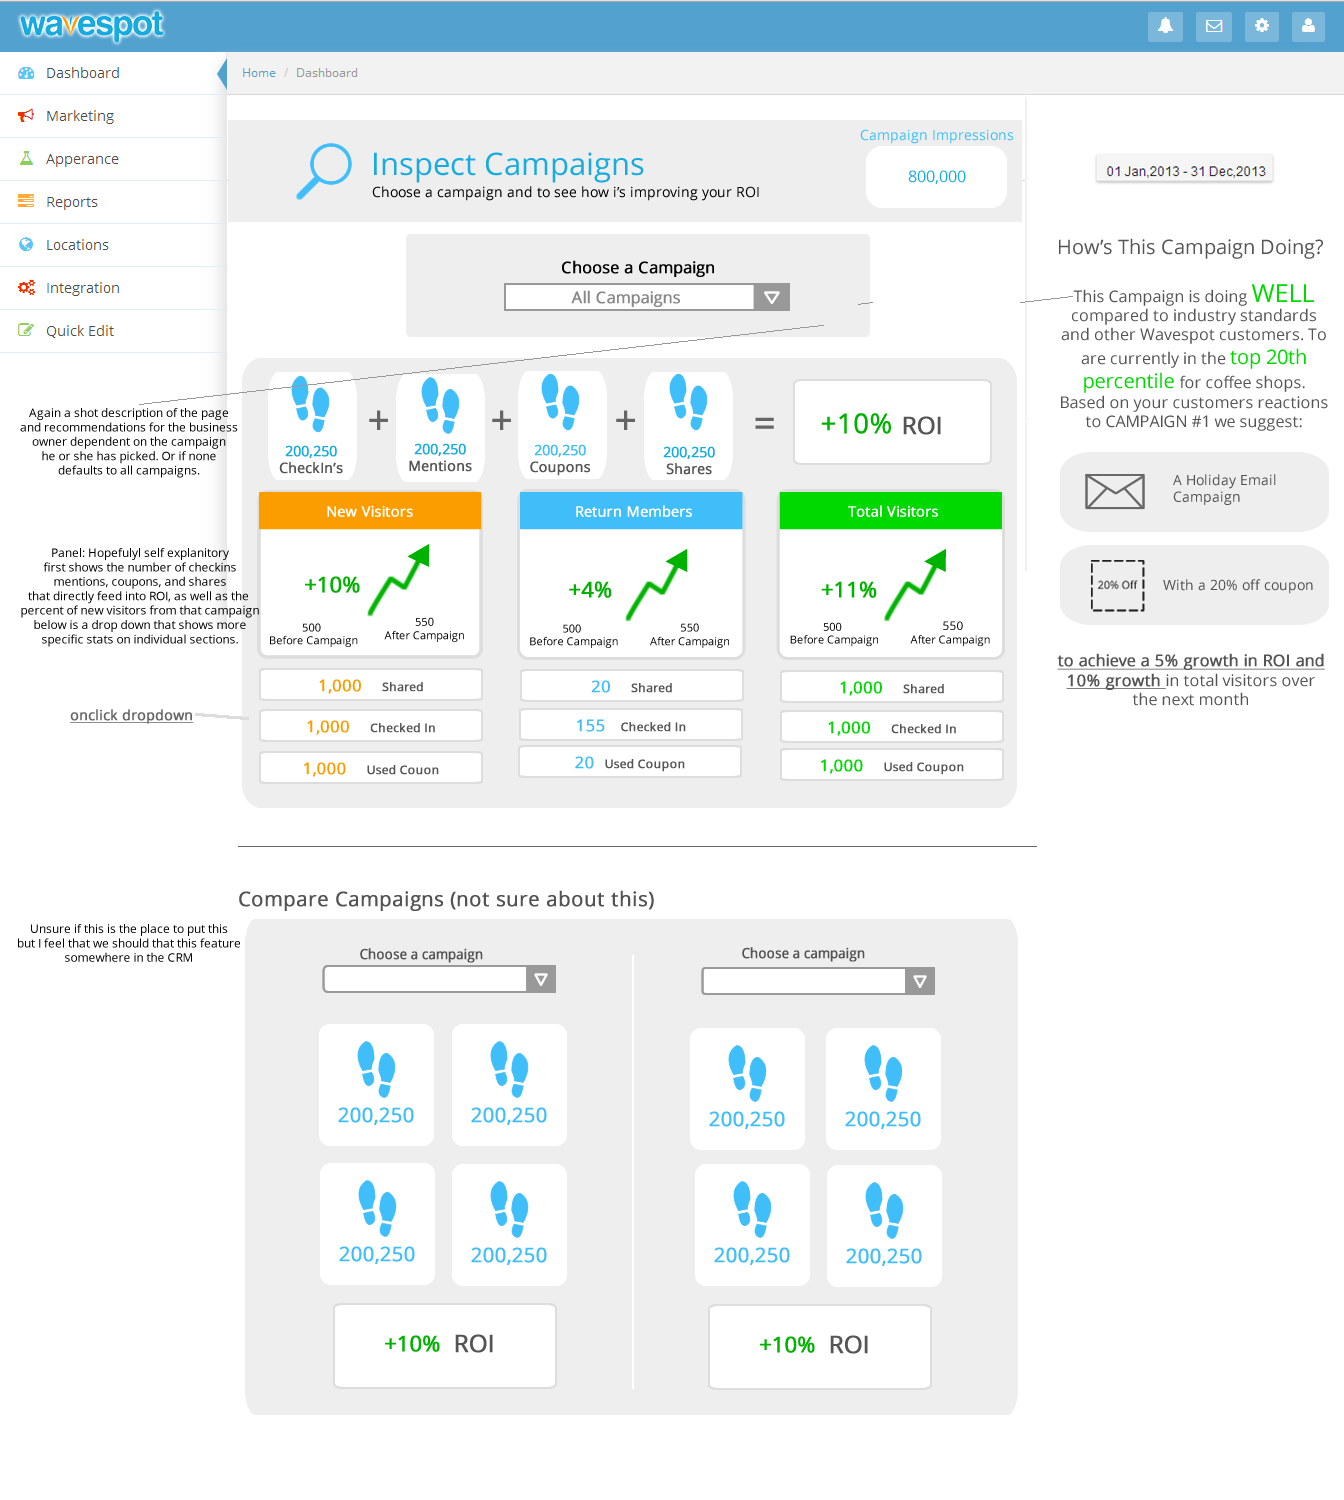 wavespot
Dashboard
Marketing
Apperance
Reports
Locations
Integration
Quick Edit
Home / Dashboard
Inspect Campaigns
Choose a campaign and to see how i's improving your ROI
Campaign Impressions
800,000
01 Jan,2013 - 31 Dec,2013
Choose a Campaign
All Campaigns
How's This Campaign Doing?
This Campaign is doing WELL
compared to industry standards
and other Wavespot customers. To
are currently in the top 20th
percentile for coffee shops.
Based on your customers reactions
to CAMPAIGN #1 we suggest:
A Holiday Email
Campaign
20% Off
With a 20% off coupon
to achieve a 5% growth in ROI and
10% growth in total visitors over
the next month
Again a shot description of the page
and recommendations for the business
owner dependent on the campaign
he or she has picked. Or if none
defaults to all campaigns.
200,250
CheckIn's
+
200,250
Mentions
+
200,250
Coupons
+
200,250
Shares
=
+10% ROI
Panel: Hopefulyl self explanitory
first shows the number of checkins
mentions, coupons, and shares
that directly feed into ROI, as well as the
percent of new visitors from that campaign
below is a drop down that shows more
specific stats on individual sections.
New Visitors
+10%
500
Before Campaign
550
After Campaign
Return Members
+4%
500
Before Campaign
550
After Campaign
Total Visitors
+11%
500
Before Campaign
550
After Campaign
onclick dropdown
1,000 Shared
1,000 Checked In
1,000 Used Couon
20 Shared
155 Checked In
20 Used Coupon
1,000 Shared
1,000 Checked In
1,000 Used Coupon
Compare Campaigns (not sure about this)
Unsure if this is the place to put this
but I feel that we should that this feature
somewhere in the CRM
Choose a campaign
200,250
200,250
200,250
200,250
+10% ROI
Choose a campaign
200,250
200,250
200,250
200,250
+10% ROI